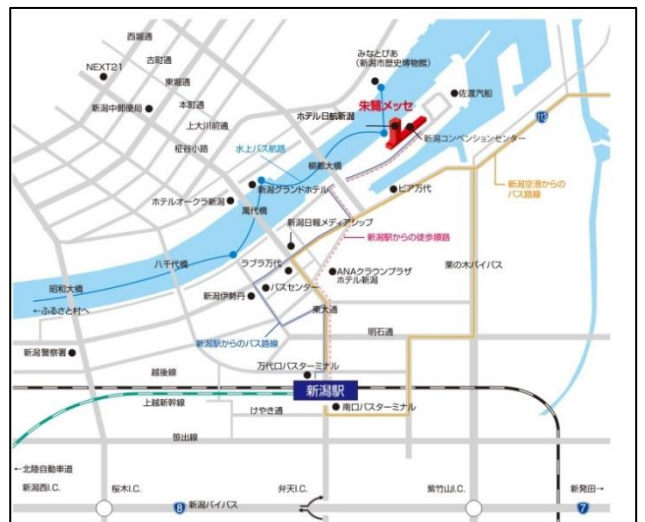 西堀通
古町通
NEXT21
東堀通
本町通
新潟中郵便局
上大川前通
柾谷小路
みなとぴあ
(新潟市歴史博物館)
佐渡汽船
朱鷺メッセ
ホテル日航新潟
新潟コンベンションセンター
113
水上バス航路
柳都大橋
新潟グランドホテル
ピア万代
新潟空港からの
バス路線
ホテルオークラ新潟
萬代橋
新潟日報メディアシップ
新潟駅からの徒歩順路
八千代橋
ラブラ万代
ANAクラウンプラザ
ホテル新潟
栗の木バイパス
昭和大橋
バスセンター
←ふるさと村へ
新潟伊勢丹
東大通
新潟駅からのバス路線
明石通
新潟警察署
越後線
万代口バスターミナル
新潟駅
上越新幹線
けやき通
南口バスターミナル
笹出線
←北陸自動車道
新潟西I.C.
桜木I.C.
弁天I.C.
紫竹山I.C.
新発田→
8
新潟バイパス
7